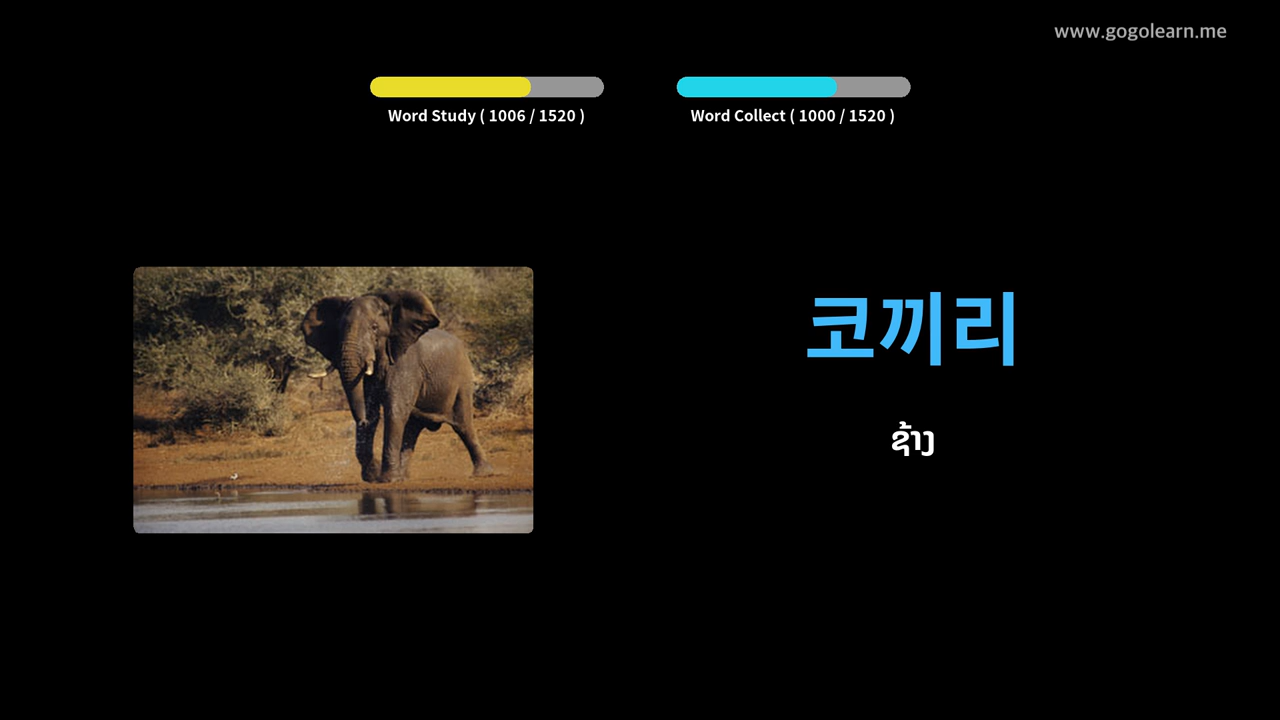 www.gogolearn.me
Word Study ( 1006 / 1520 )
Word Collect ( 1000 / 1520 )
코끼리
ຊ້າງ